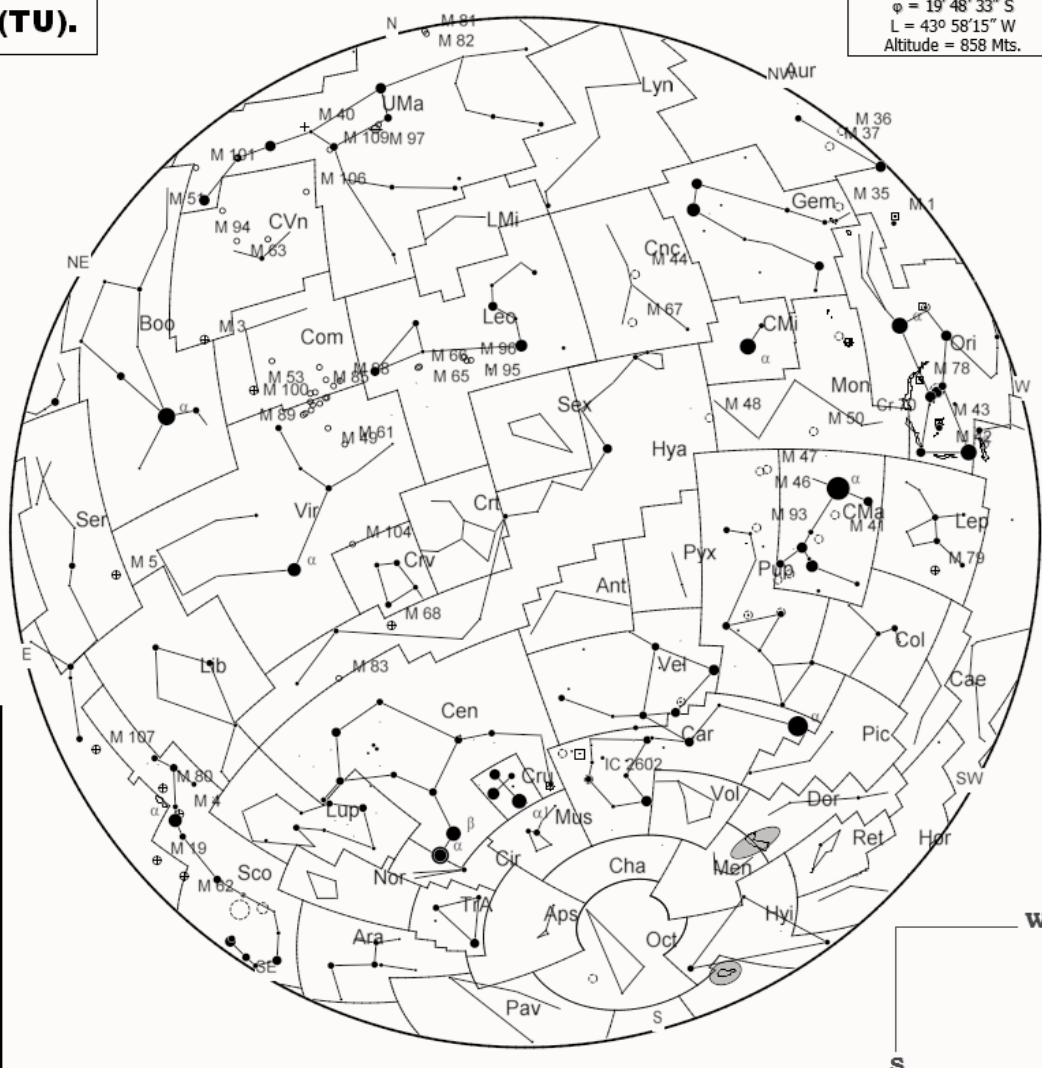 (TU).
φ = 19° 48' 33" S
L = 43º 58'15" W
Altitude = 858 Mts.
N
M 81
M 82
NW
Aur
Lyn
UMa
M 40
M 109
M 97
M 36
M 37
M 101
M 106
M 51
Gem
M 35
M 1
M 94
CVn
LMi
M 63
Cnc
M 44
NE
Boo
M 3
Com
Leo
M 67
CMi
α
α
Ori
M 66
M 96
M 65
M 95
M 98
M 53
M 85
M 100
M 78
W
α
M 89
Sex
M 48
Mon
M 50
Cr 70
M 43
M 42
M 49
M 61
Hya
M 47
M 46
α
Ser
Vir
Crt
M 93
CMa
M 41
Lep
M 104
Pyx
M 5
α
Crv
Pup
M 79
Ant
M 68
Col
E
Lib
M 83
Vel
Cae
Cen
α
M 107
Car
Pic
M 80
Cru
IC 2602
SW
M 4
α
Lup
β
α
Mus
Vol
Dor
Ret
Hor
α
M 19
Cir
Cha
Men
M 62
Sco
Nor
TrA
Aps
Hyi
Ara
Oct
SE
Pav
S
W
S